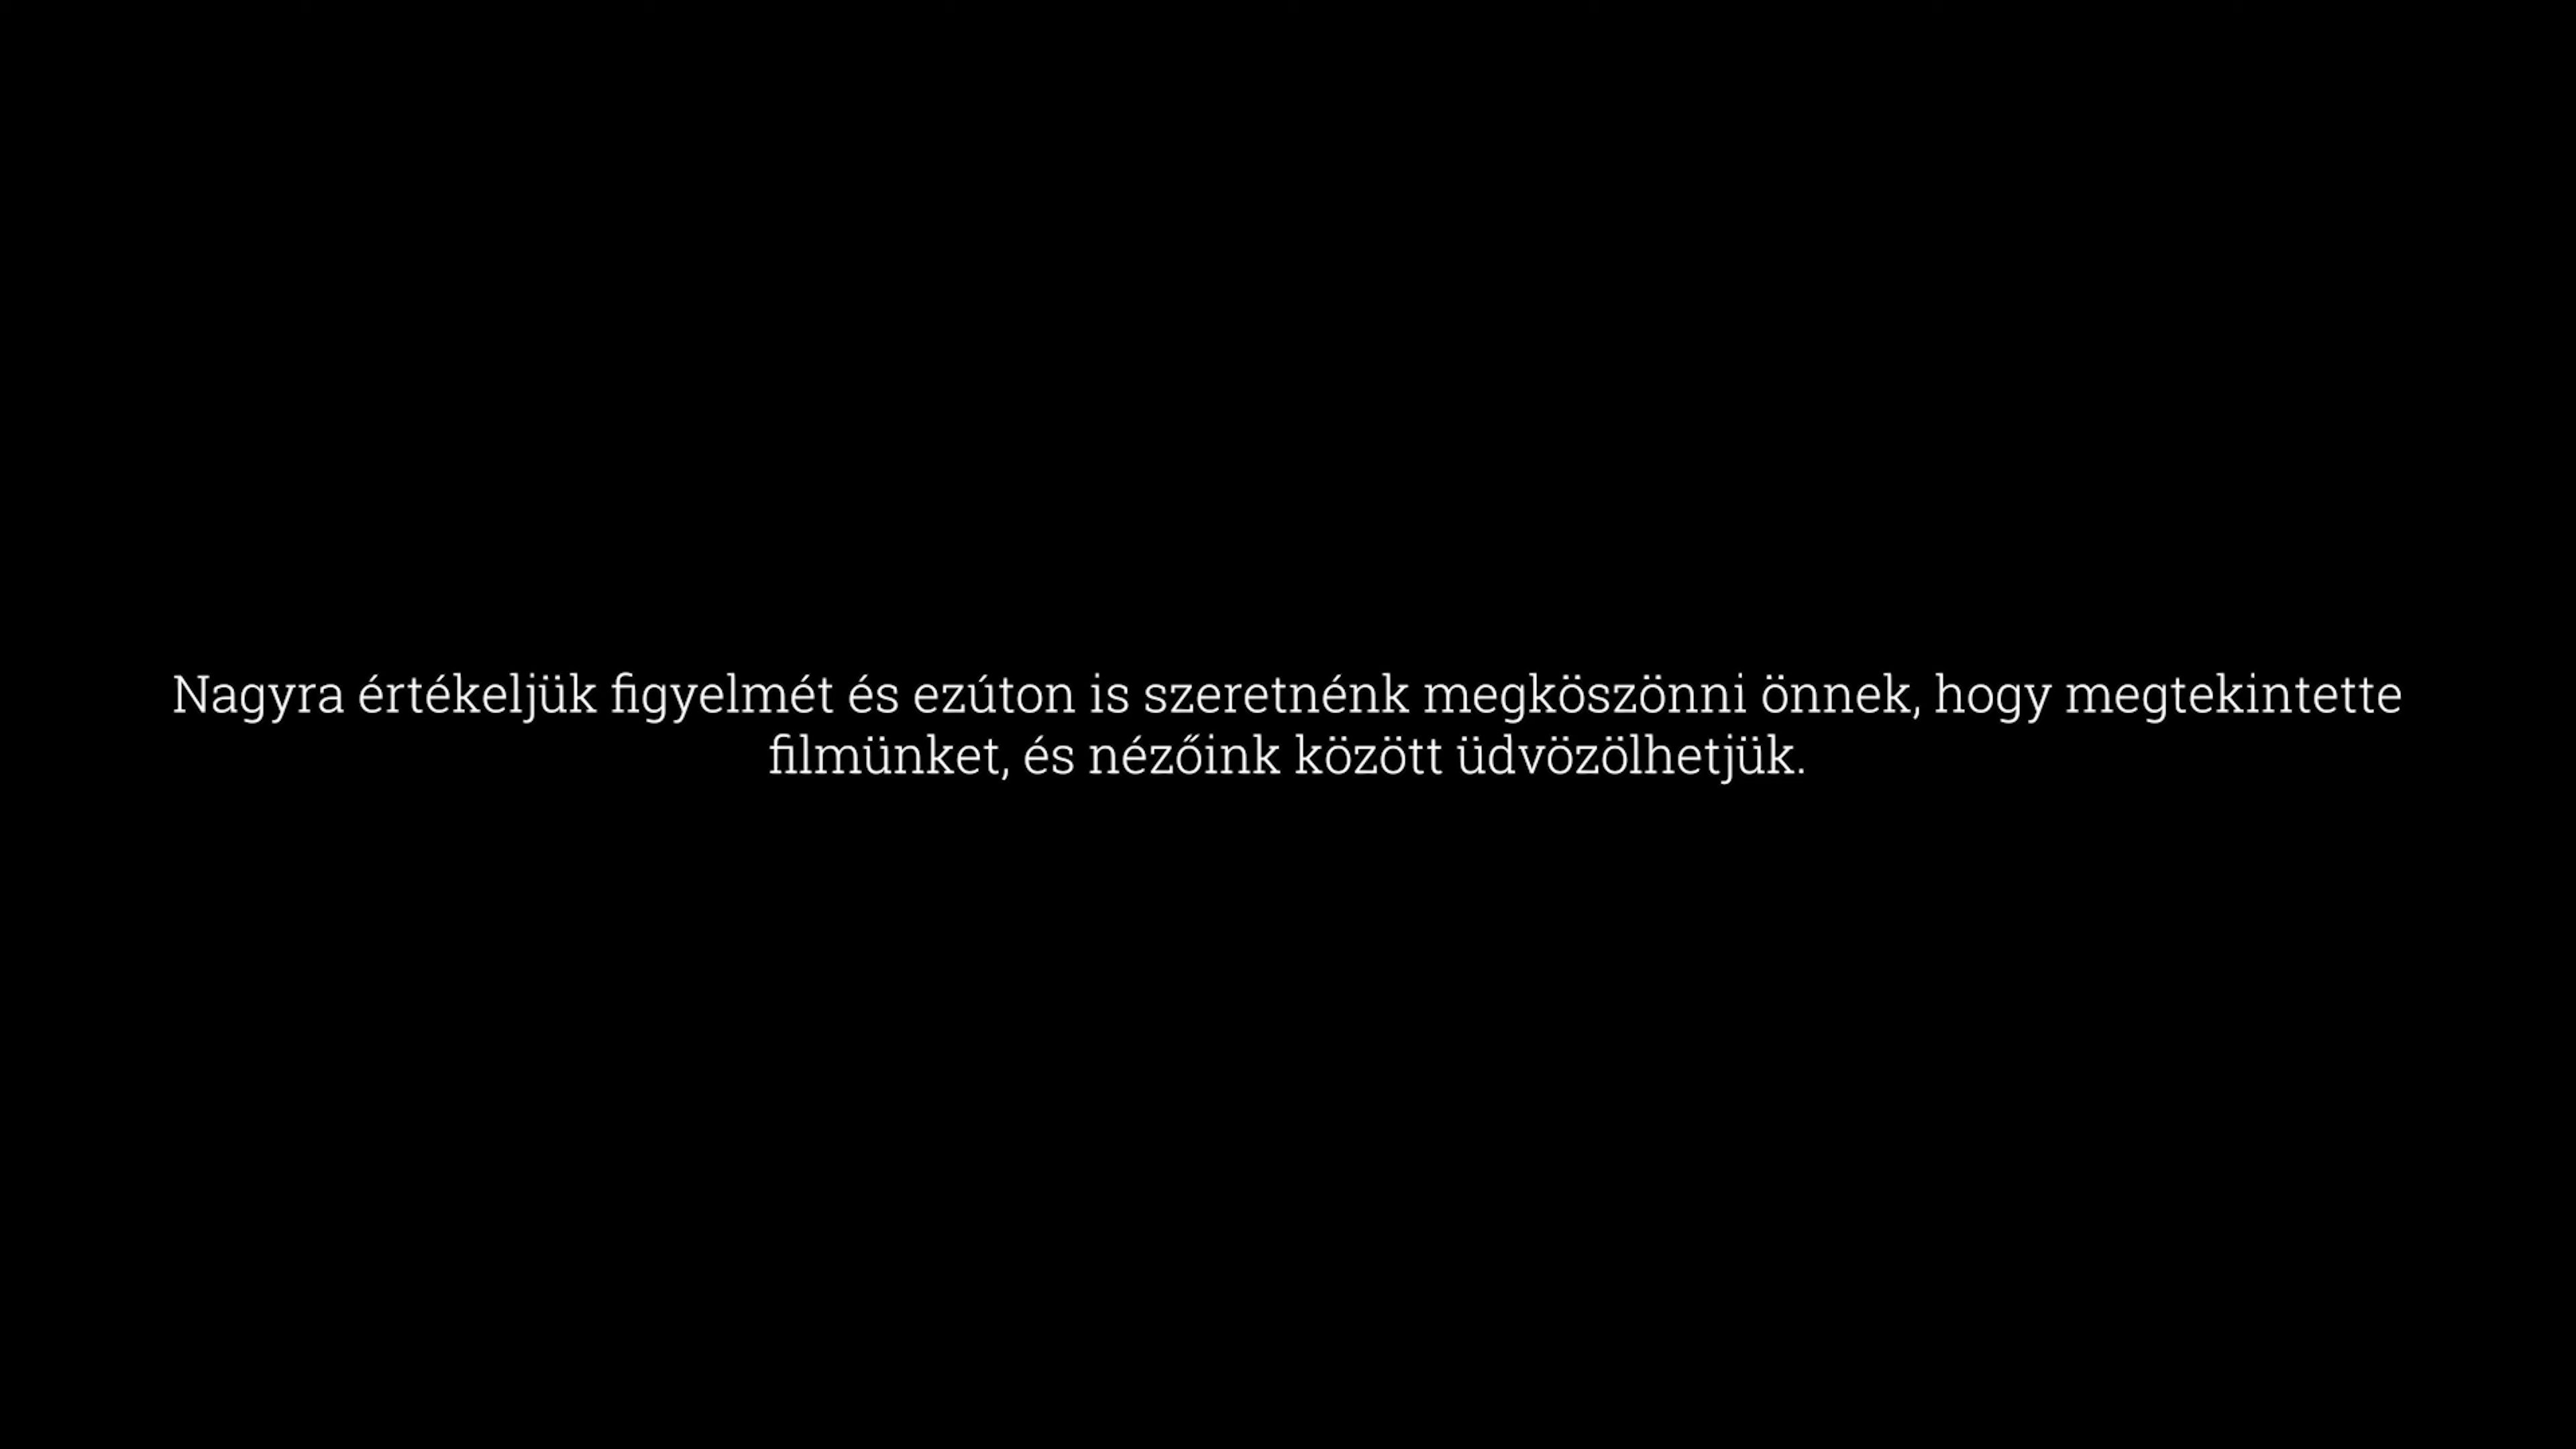 Nagyra értékeljük figyelmét és ezúton is szeretnénk megköszönni önnek, hogy megtekintette
filmünket, és nézőink között üdvözölhetjük.